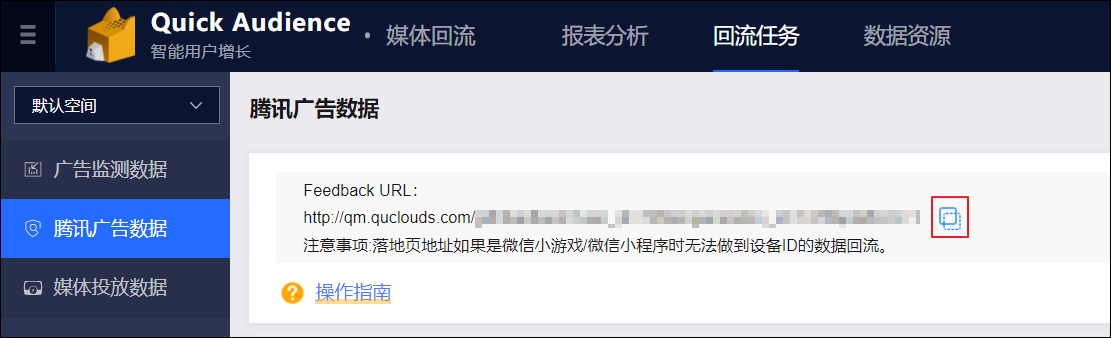 Quick Audience
智能用户增长
媒体回流
报表分析
回流任务
数据资源
默认空间
广告监测数据
腾讯广告数据
媒体投放数据
腾讯广告数据
Feedback URL：
http://qm.quclouds.com/
注意事项:落地页地址如果是微信小游戏/微信小程序时无法做到设备ID的数据回流。
操作指南